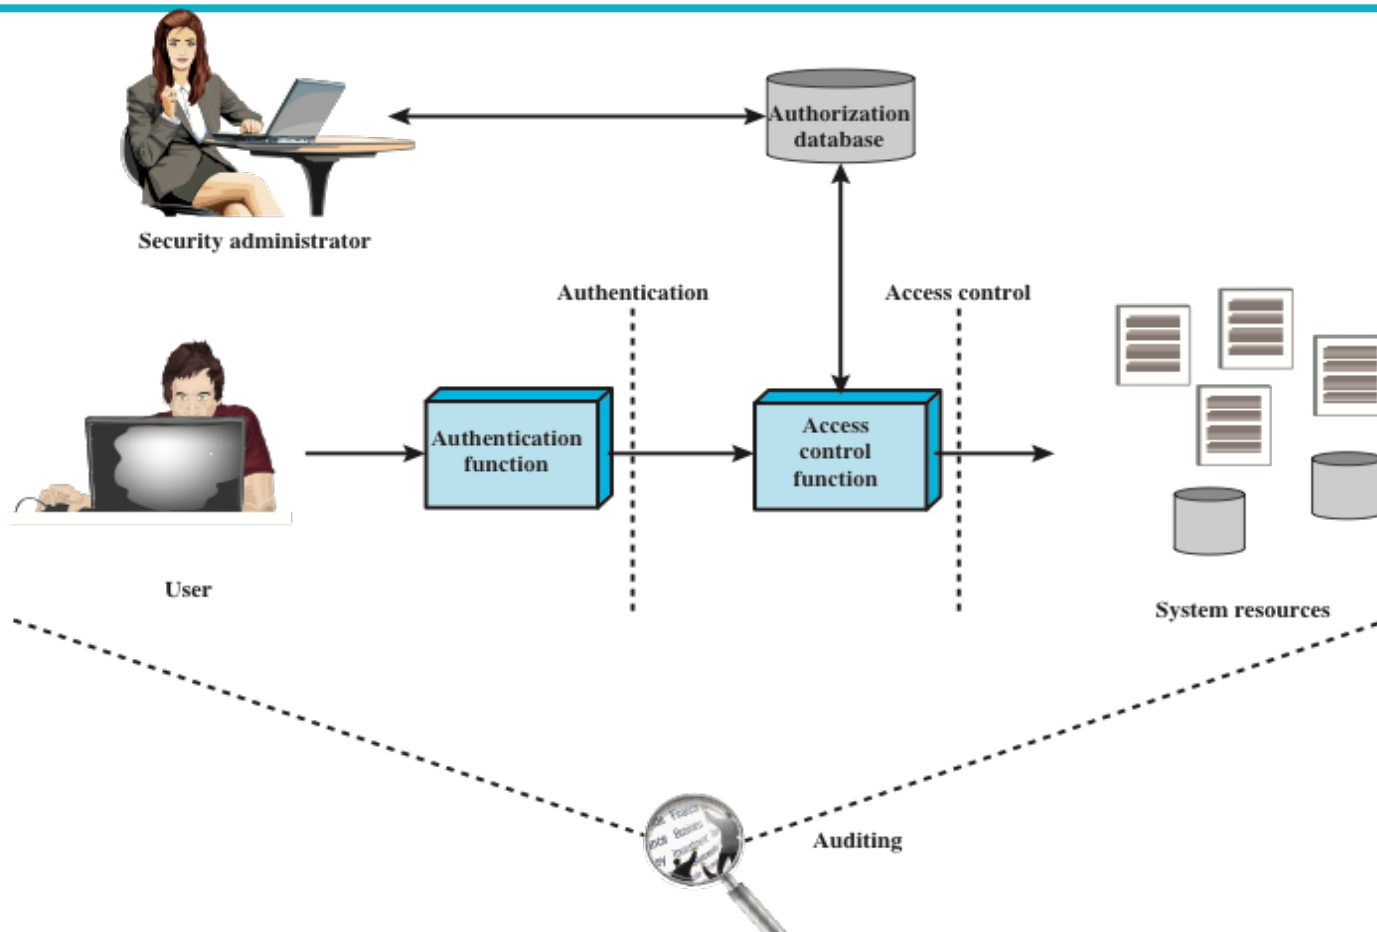 Authorization
database
Security administrator
Authentication
Access control
Authentication
function
Access
control
function
User
System resources
Auditing